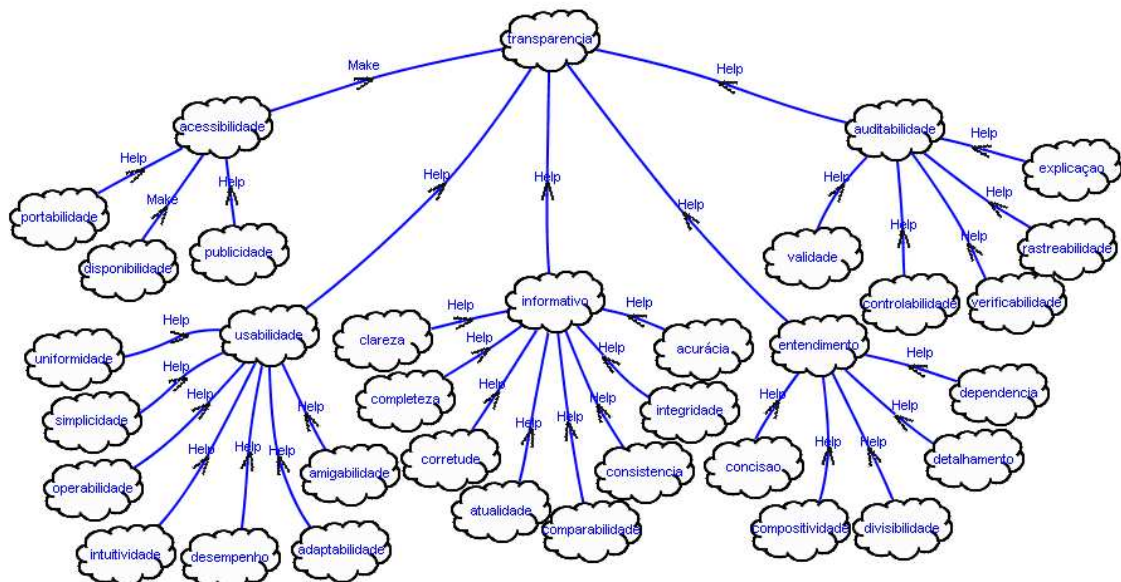 transparencia
Make
Help
acessibilidade
auditabilidade
Help
Help
explicaçao
Help
Help
Help
portabilidade
Make
disponibilidade
publicidade
Help
Help
Help
Help
Help
rastreabilidade
validade
Help
Help
controlabilidade
verificabilidade
usabilidade
informativo
entendimento
Help
uniformidade
clareza
Help
Help
acurácia
Help
simplicidade
Help
completeza
Help
integridade
Help
dependencia
Help
operabilidade
Help
corretude
Help
consistencia
Help
concisao
Help
detalhamento
Help
amigabilidade
Help
Help
Help
intuitividade
desempenho
adaptabilidade
Help
Help
atualidade
comparabilidade
Help
Help
compositividade
divisibilidade